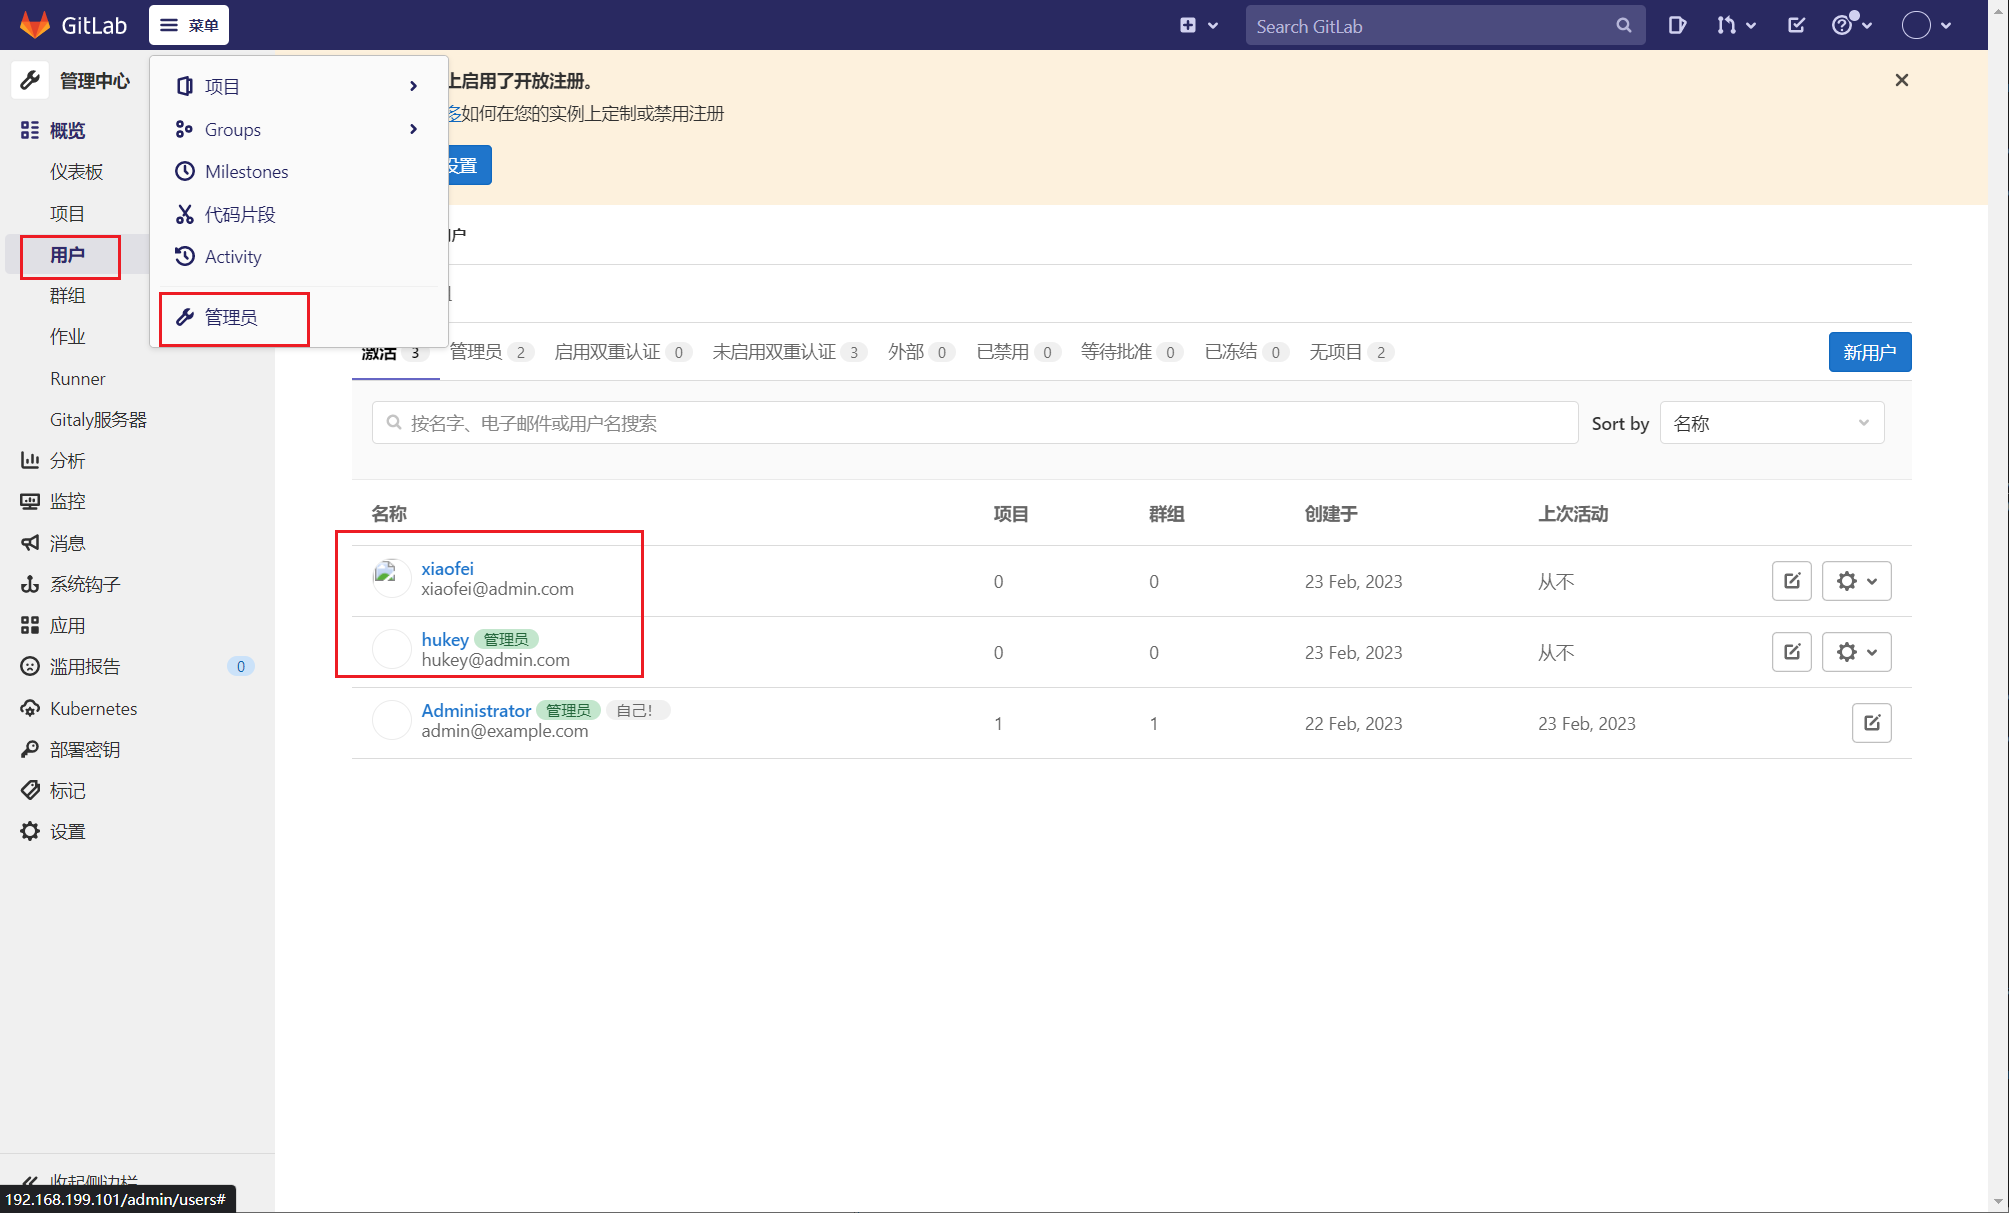 GitLab
菜单
Search GitLab
管理中心
概览
仪表板
项目
用户
群组
作业
Runner
Gitaly服务器
分析
监控
消息
系统钩子
应用
滥用报告 0
Kubernetes
部署密钥
标记
设置
收起侧边栏
192.168.199.101/admin/users#
项目
Groups
Milestones
代码片段
Activity
管理员
上启用了开放注册。
多如何在您的实例上定制或禁用注册
设置
户
激活 3 管理员 2 启用双重认证 0 未启用双重认证 3 外部 0 已禁用 0 等待批准 0 已冻结 0 无项目 2
新用户
按名字、电子邮件或用户名搜索
Sort by 名称
名称 项目 群组 创建于 上次活动
xiaofei
xiaofei@admin.com
0 0 23 Feb, 2023 从不
hukey 管理员
hukey@admin.com
0 0 23 Feb, 2023 从不
Administrator 管理员 自己！
admin@example.com
1 1 22 Feb, 2023 23 Feb, 2023